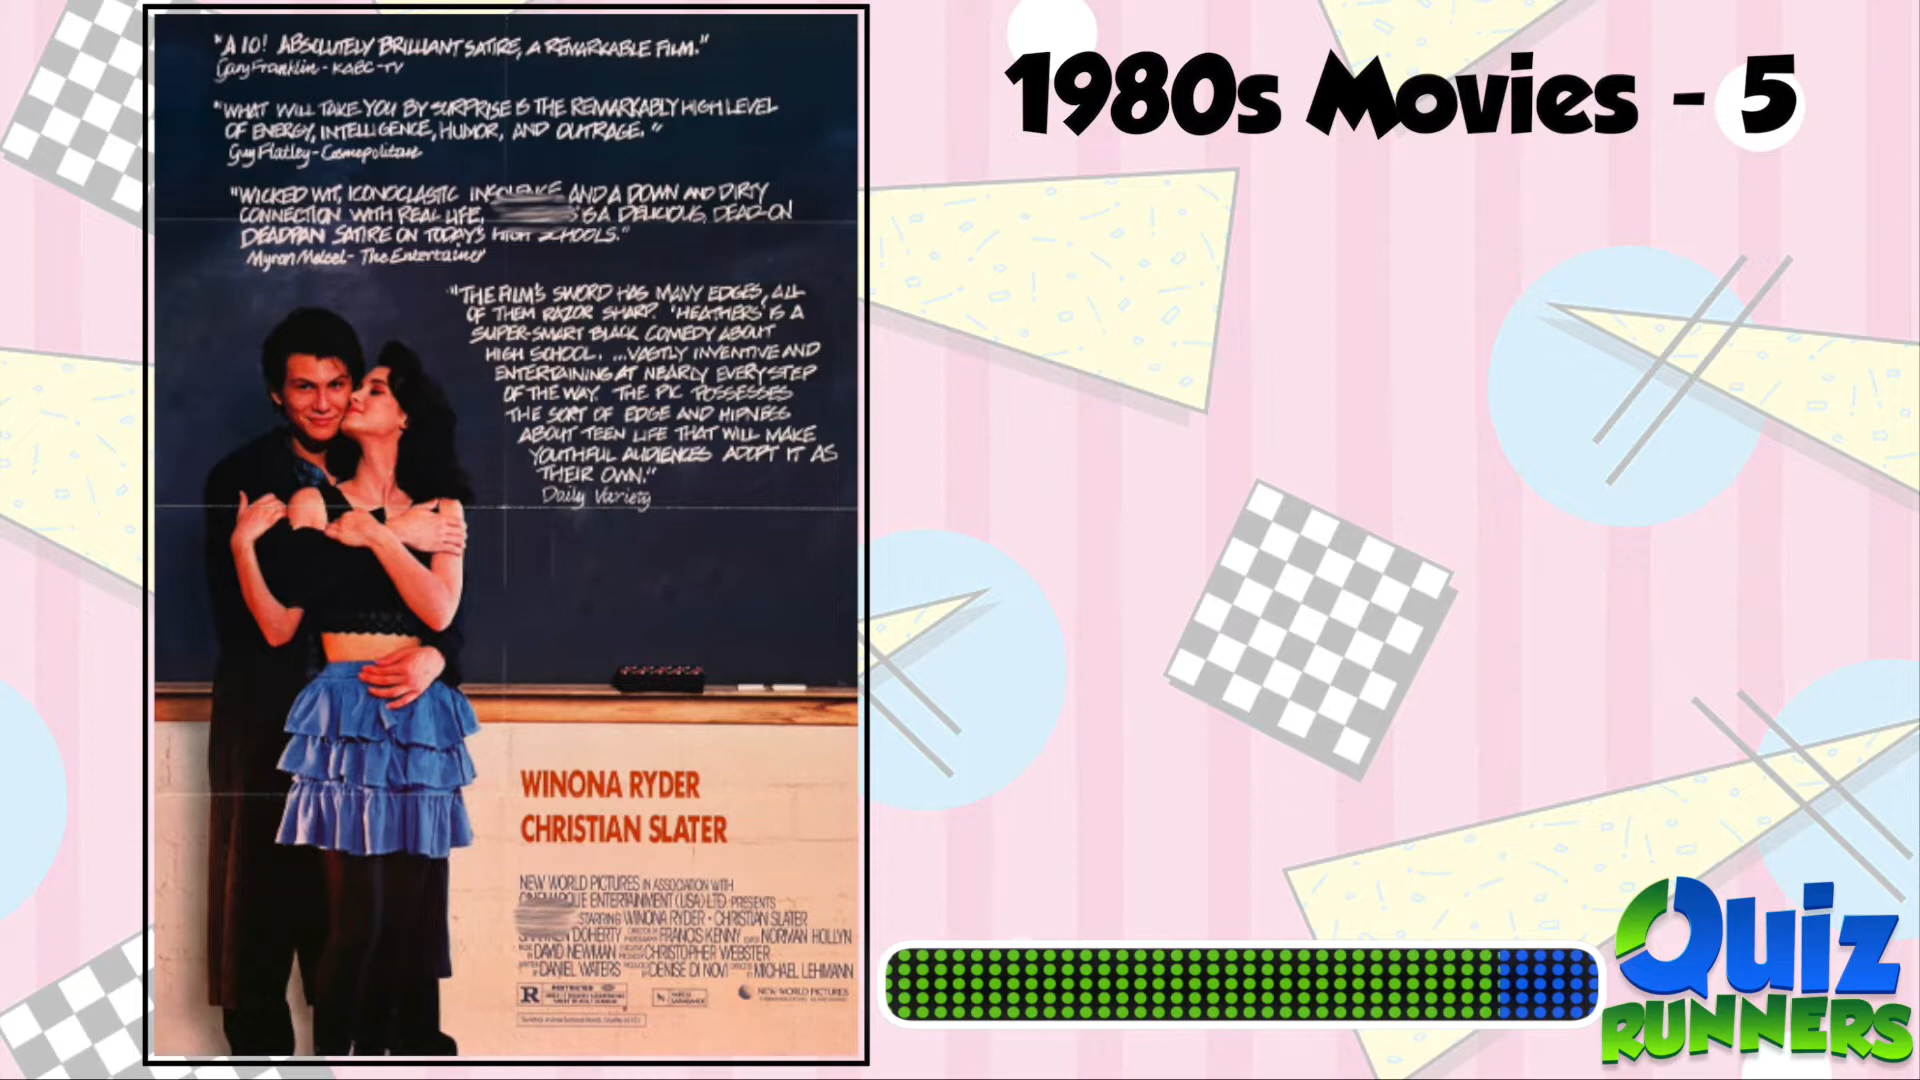 "A 10! ABSOLUTELY BRILLIANT SATIRE, A REMARKABLE FILM."
Gary Franklin - KABC-TV
"WHAT WILL TAKE YOU BY SURPRISE IS THE REMARKABLY HIGH LEVEL
OF ENERGY, INTELLIGENCE, HUMOR, AND OUTRAGE."
Guy Flatley - Cosmopolitan
"WICKED WIT, ICONOCLASTIC INSOLENCE AND A DOWN AND DIRTY
CONNECTION WITH REAL LIFE, IS A DELICIOUS, DEAD-ON
DEADPAN SATIRE ON TODAY'S HIGH SCHOOLS."
Myron Meisel - The Entertainer
"THE FILM'S SWORD HAS MANY EDGES, ALL
OF THEM RAZOR SHARP. 'HEATHERS' IS A
SUPER-SMART BLACK COMEDY ABOUT
HIGH SCHOOL. ...VASTLY INVENTIVE AND
ENTERTAINING AT NEARLY EVERY STEP
OF THE WAY. THE PIC POSSESSES
THE SORT OF EDGE AND HIPNESS
ABOUT TEEN LIFE THAT WILL MAKE
YOUTHFUL AUDIENCES ADOPT IT AS
THEIR OWN."
Daily Variety
WINONA RYDER
CHRISTIAN SLATER
NEW WORLD PICTURES IN ASSOCIATION WITH
CINEMARQUE ENTERTAINMENT (USA) LTD PRESENTS
STARRING WINONA RYDER · CHRISTIAN SLATER
DOHERTY FRANCIS KENNY NORMAN HOLLYN
DAVID NEWMAN CHRISTOPHER WEBSTER
DANIEL WATERS DENISE DI NOVI MICHAEL LEHMANN
R RESTRICTED
NEW WORLD PICTURES
1980s Movies - 5
Quiz
RUNNERS